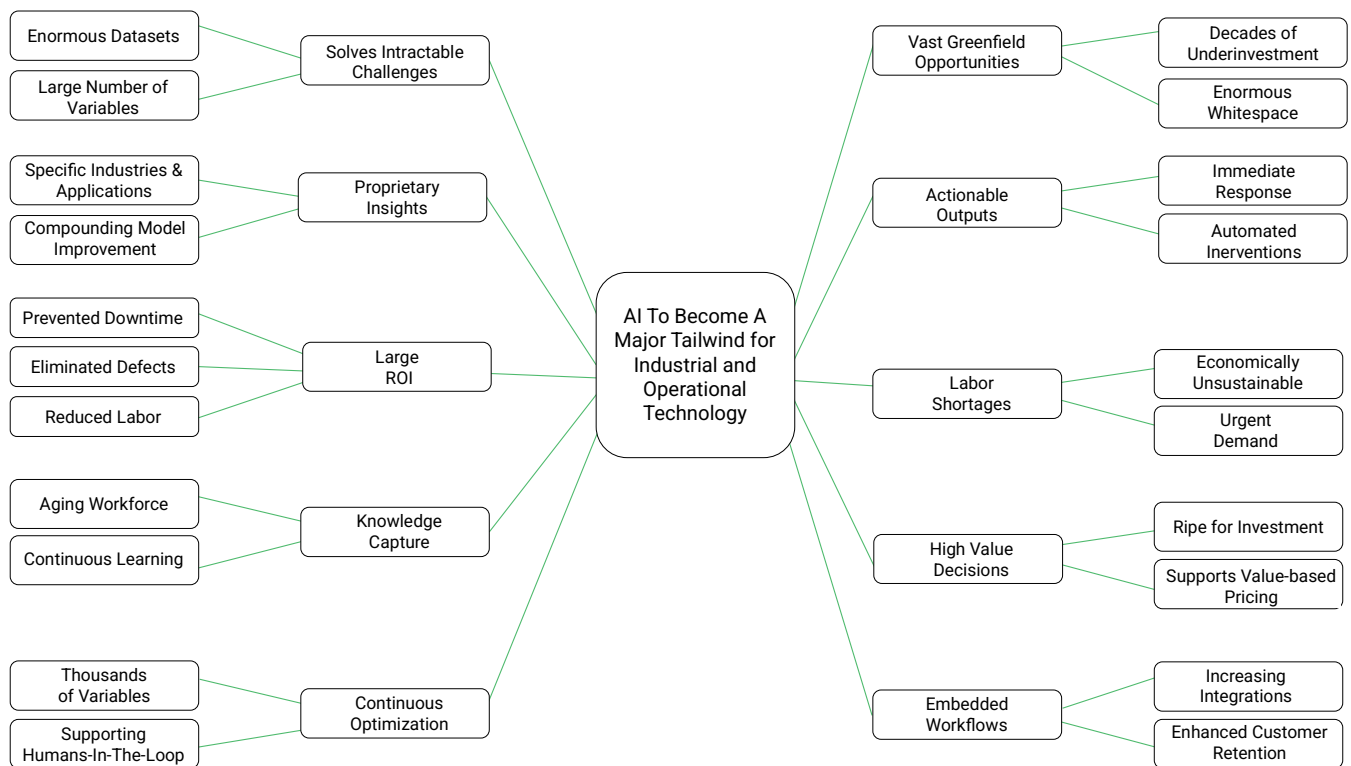 Enormous Datasets
Large Number of
Variables
Solves Intractable
Challenges
Specific Industries &
Applications
Compounding Model
Improvement
Proprietary
Insights
Prevented Downtime
Eliminated Defects
Reduced Labor
Large
ROI
Aging Workforce
Continuous Learning
Knowledge
Capture
Thousands
of Variables
Supporting
Humans-In-The-Loop
Continuous
Optimization
AI To Become A
Major Tailwind for
Industrial and
Operational
Technology
Vast Greenfield
Opportunities
Decades of
Underinvestment
Enormous
Whitespace
Actionable
Outputs
Immediate
Response
Automated
Inerventions
Labor
Shortages
Economically
Unsustainable
Urgent
Demand
High Value
Decisions
Ripe for Investment
Supports Value-based
Pricing
Embedded
Workflows
Increasing
Integrations
Enhanced Customer
Retention